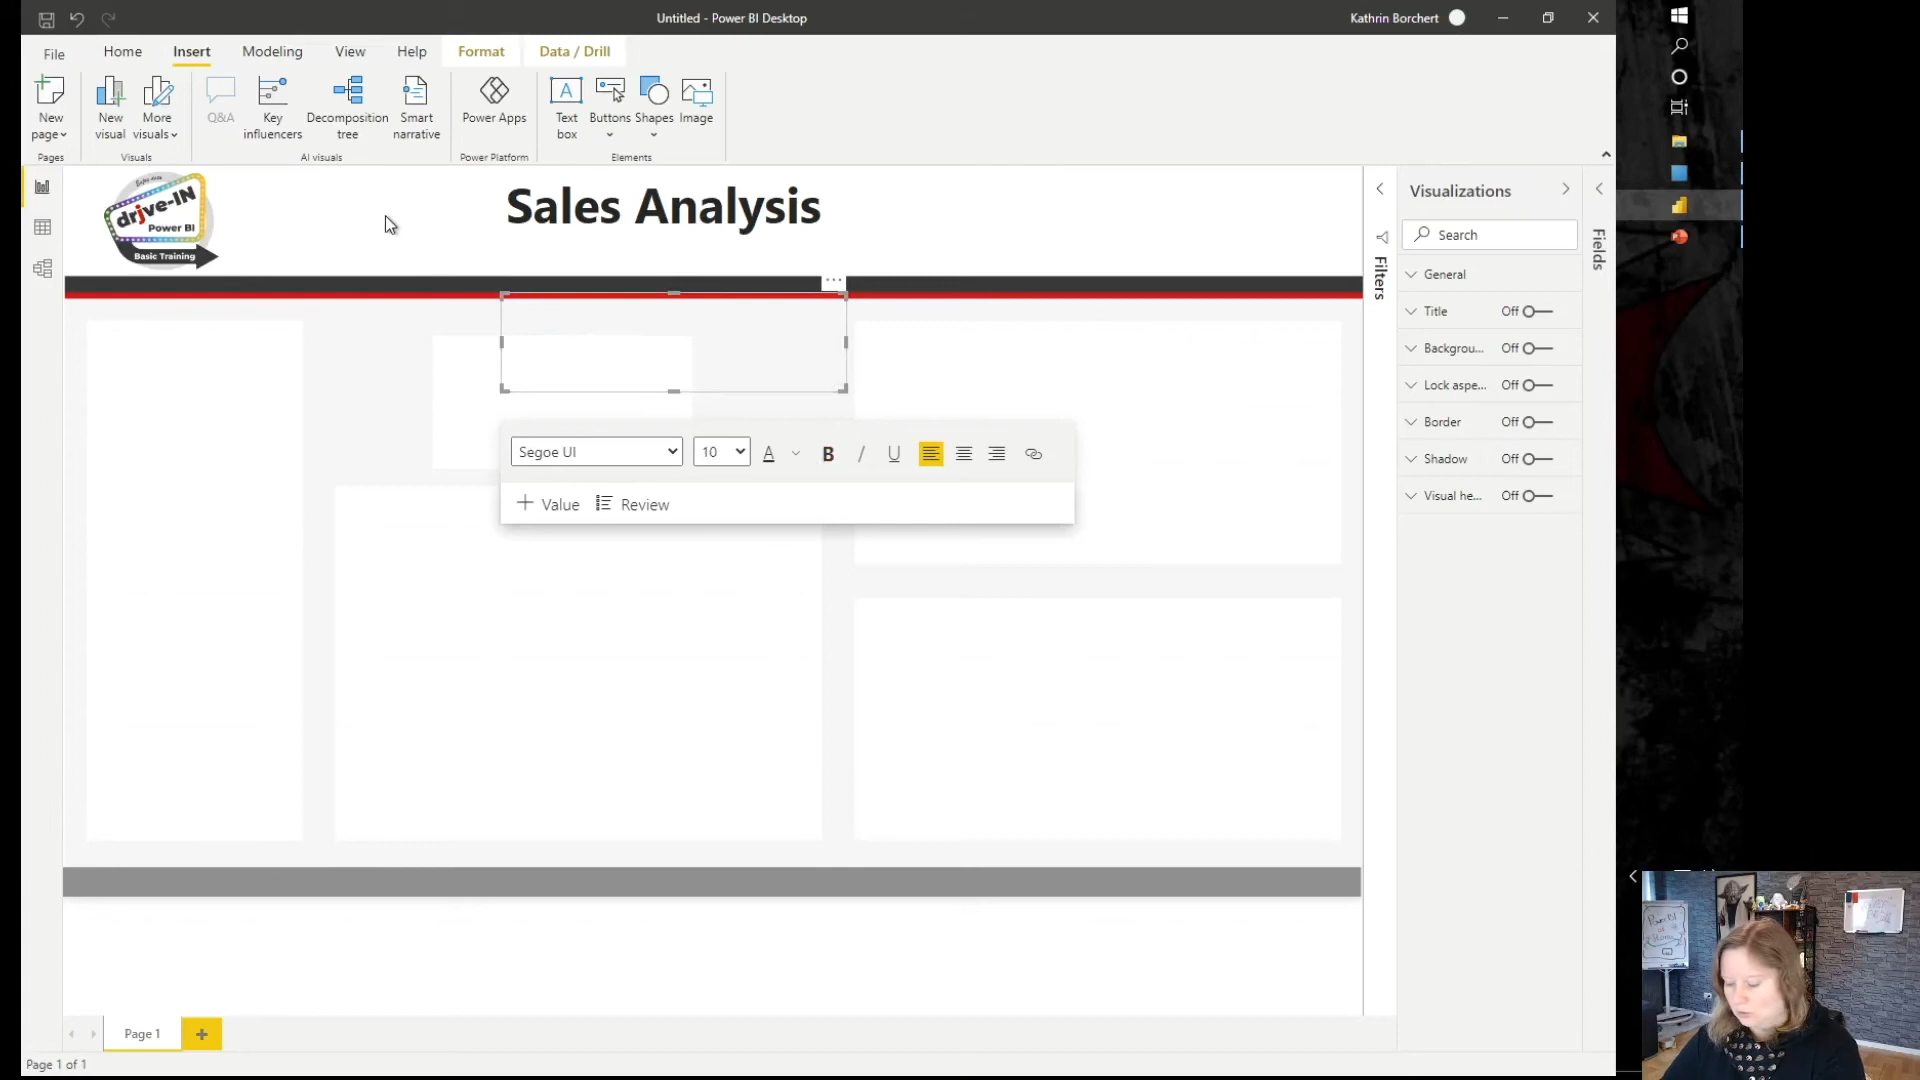 Untitled - Power BI Desktop
Kathrin Borchert
File
Home
Insert
Modeling
View
Help
Format
Data / Drill
New page
New visual
More visuals
Q&A
Key influencers
Decomposition tree
Smart narrative
Power Apps
Text box
Buttons
Shapes
Image
Pages
Visuals
AI visuals
Power Platform
Elements
drive-IN
Power BI
Basic Training
Sales Analysis
Segoe UI
10
A
B
I
U
Value
Review
Filters
Visualizations
Search
General
Title Off
Backgrou... Off
Lock aspe... Off
Border Off
Shadow Off
Visual he... Off
Fields
Page 1
Page 1 of 1